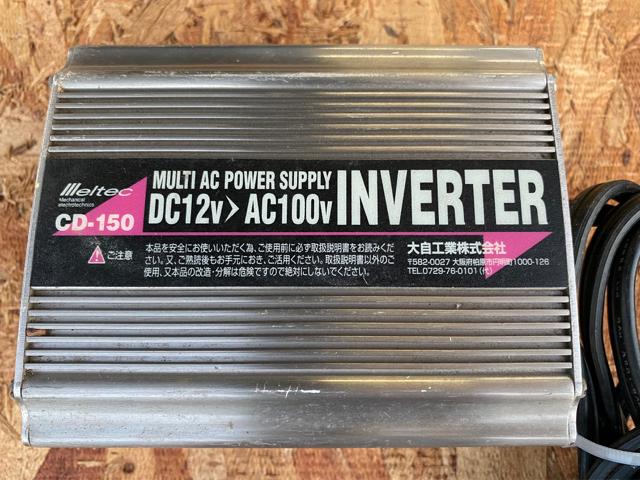 Meltec
Mechanical
electrotechnics
CD-150
MULTI AC POWER SUPPLY
DC12v > AC100v
INVERTER
⚠ ご注意
本品を安全にお使いいただく為、ご使用前に必ず取扱説明書をお読みくだ
さい。又、ご熟読後もお手元におき、ご活用ください。取扱説明書以外のご
使用、又本品の改造・分解は危険ですので絶対にしないでください。
大自工業株式会社
〒582-0027 大阪府柏原市円明町1000-126
TEL.0729-76-0101(代)